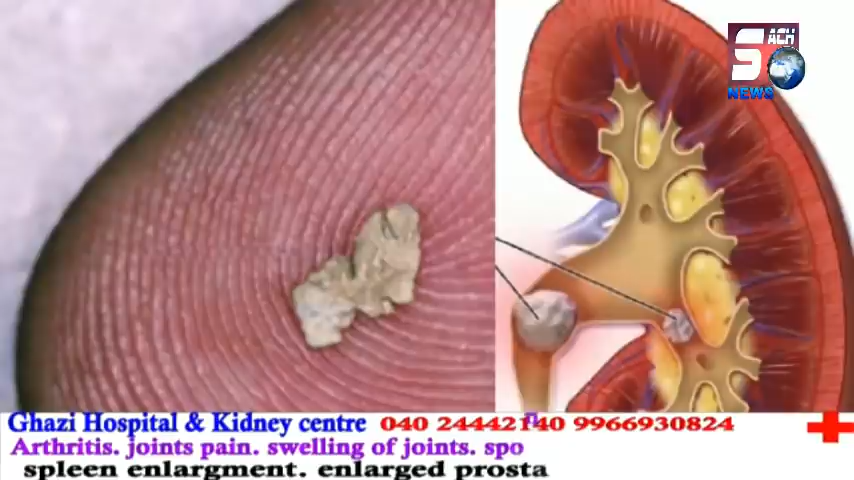 S ACH
NEWS
Ghazi Hospital & Kidney centre 040 24442140 9966930824
Arthritis. joints pain. swelling of joints. spo
spleen enlargment. enlarged prosta